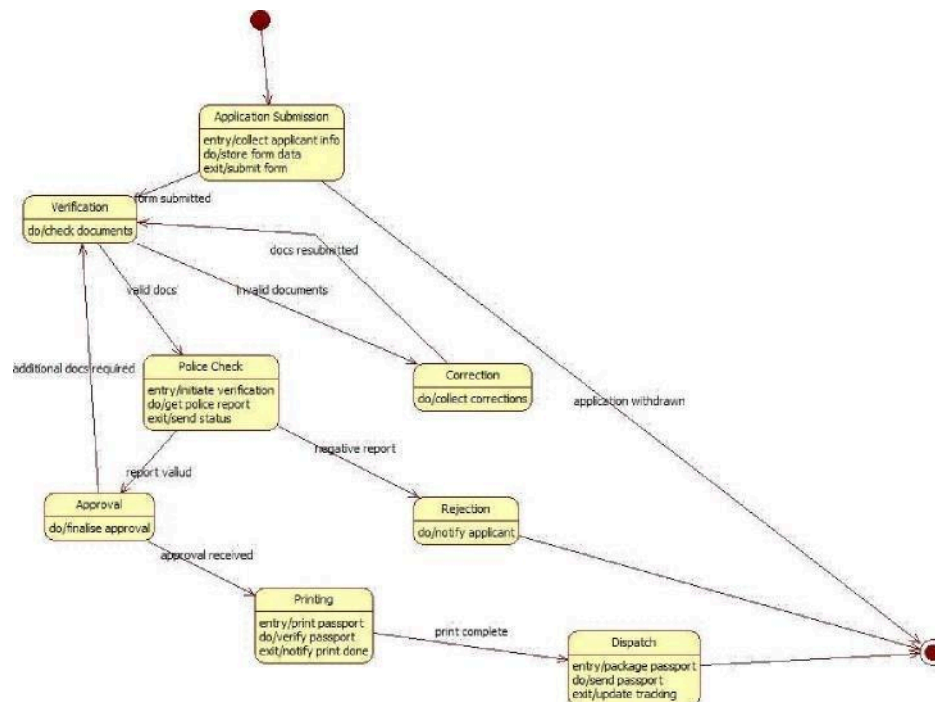 Application Submission
entry/collect applicant info
do/store form data
exit/submit form
form submitted
Verification
do/check documents
docs resubmitted
valid docs
invalid documents
additional docs required
Police Check
entry/initiate verification
do/get police report
exit/send status
Correction
do/collect corrections
application withdrawn
negative report
report valiud
Approval
do/finalise approval
Rejection
do/notify applicant
approval received
Printing
entry/print passport
do/verify passport
exit/notify print done
print complete
Dispatch
entry/package passport
do/send passport
exit/update tracking